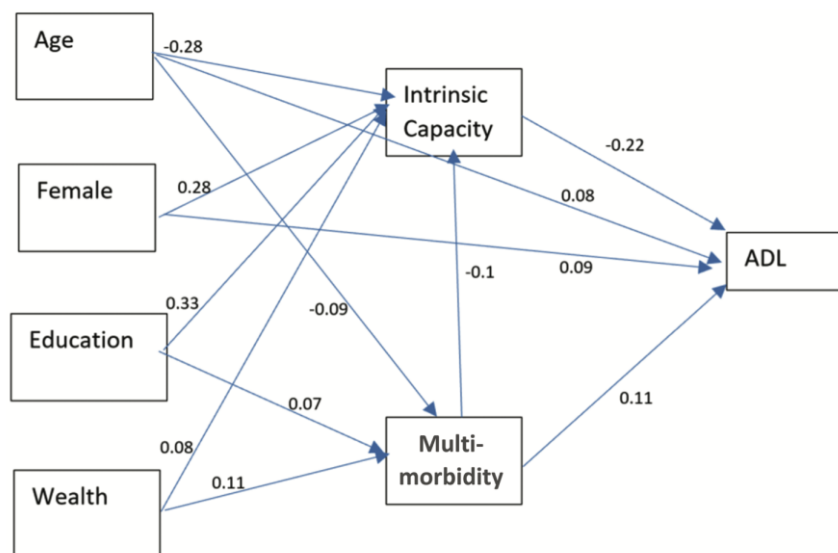 Age
-0.28
Intrinsic
Capacity
-0.22
Female
0.28
0.08
ADL
0.09
-0.1
0.33
-0.09
Education
0.07
0.11
Multi-
morbidity
0.08
0.11
Wealth